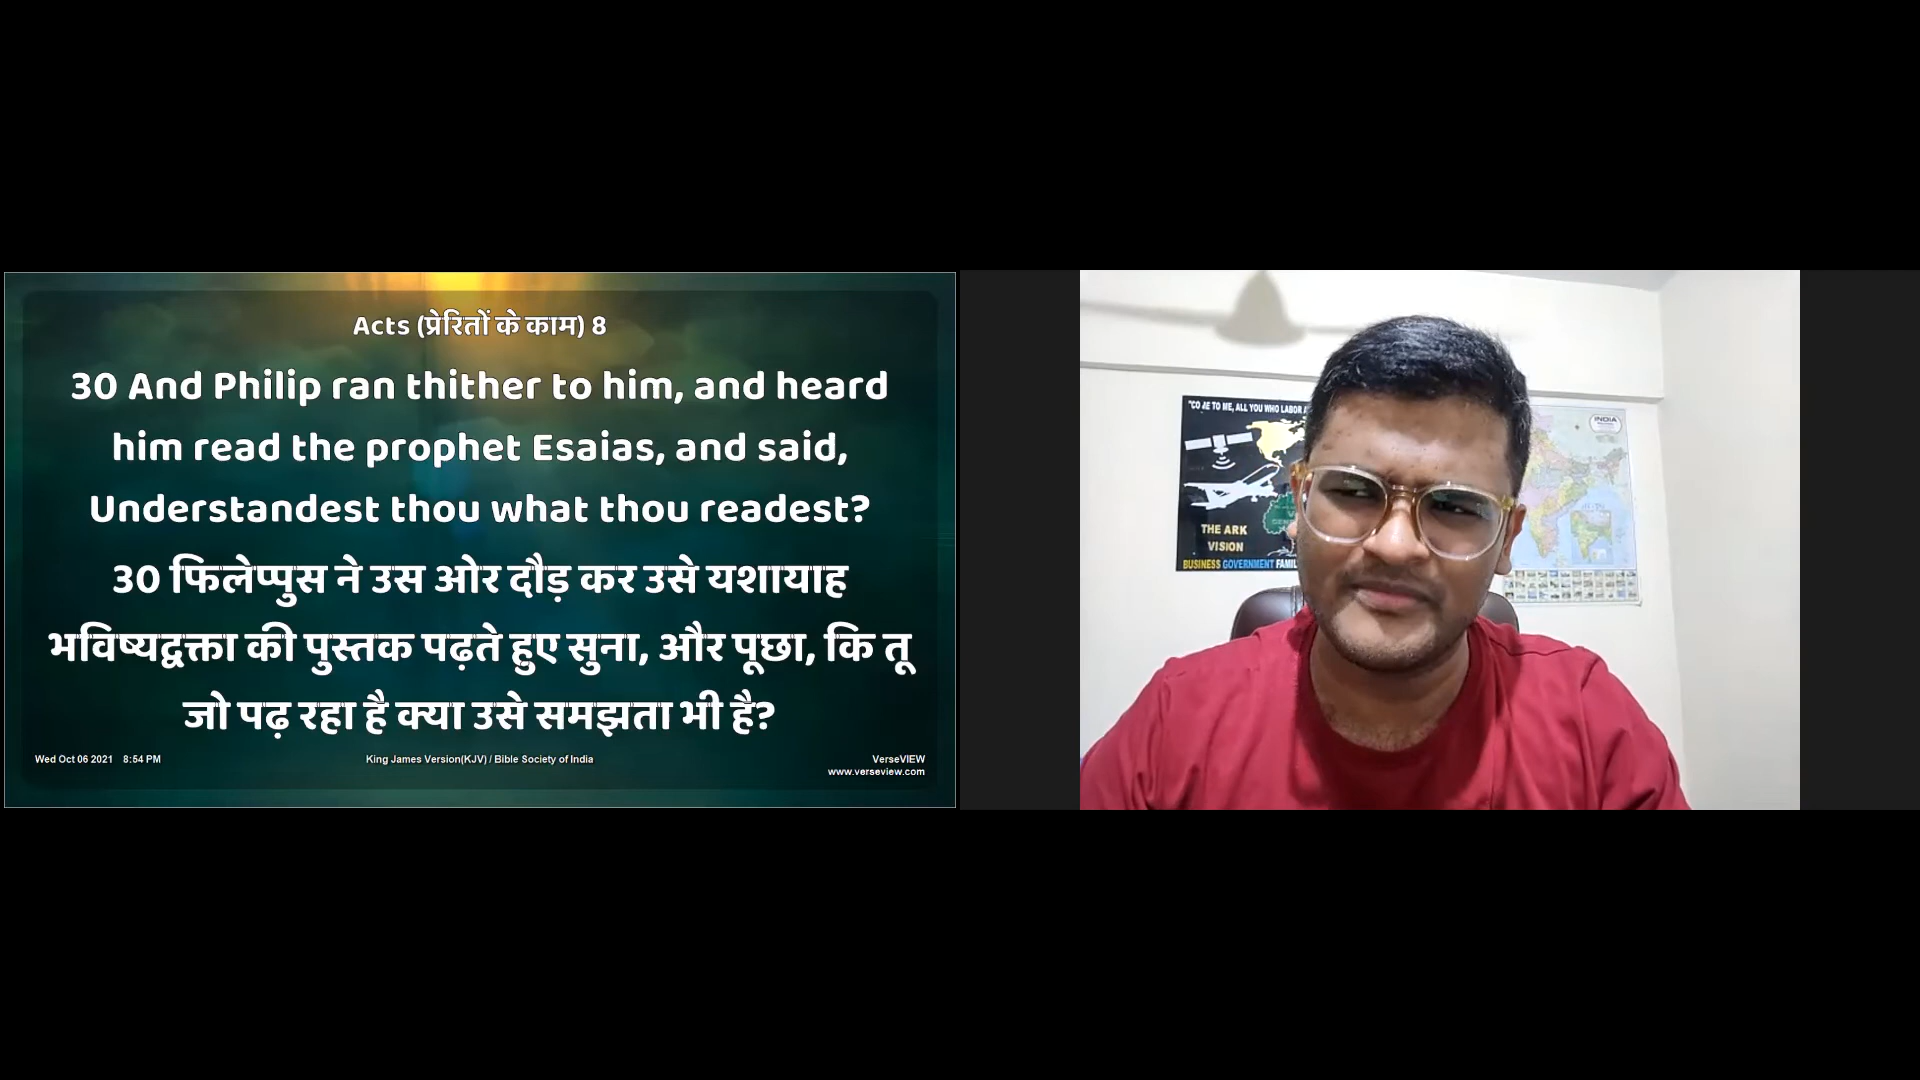 Acts (प्रेरितों के काम) 8
30 And Philip ran thither to him, and heard
him read the prophet Esaias, and said,
Understandest thou what thou readest?
30 फिलेप्पुस ने उस ओर दौड़ कर उसे यशायाह
भविष्यद्वक्ता की पुस्तक पढ़ते हुए सुना, और पूछा, कि तू
जो पढ़ रहा है क्या उसे समझता भी है?
Wed Oct 06 2021 8:54 PM
King James Version(KJV) / Bible Society of India
VerseVIEW
www.verseview.com
"COME TO ME, ALL YOU WHO LABOR
THE ARK
VISION
BUSINESS GOVERNMENT
INDIA